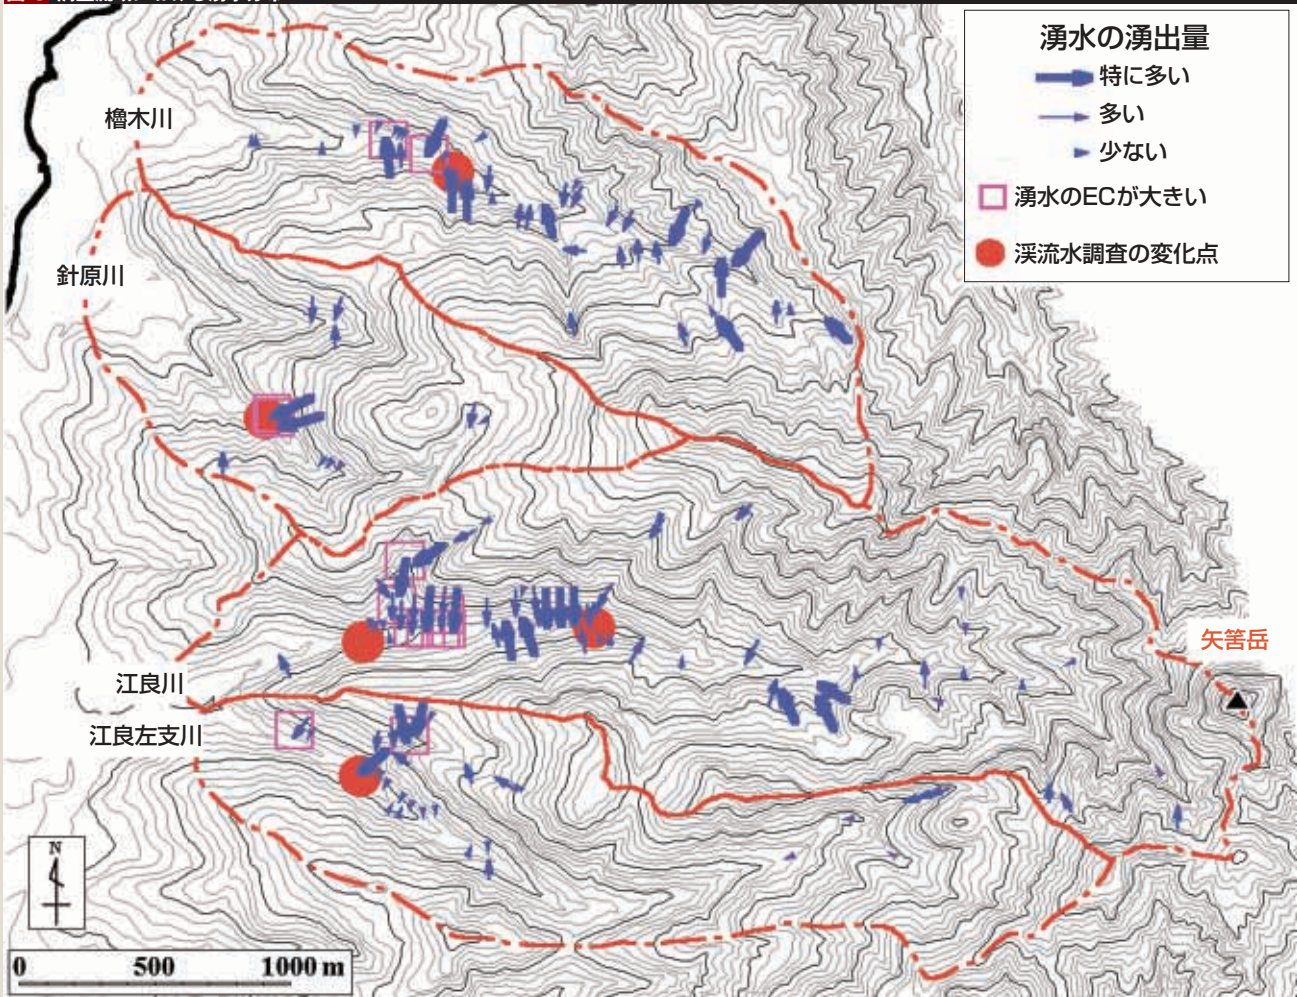 湧水の湧出量
特に多い
多い
少ない
湧水のECが大きい
渓流水調査の変化点
櫓木川
針原川
江良川
江良左支川
矢筈岳
N
0 500 1000 m